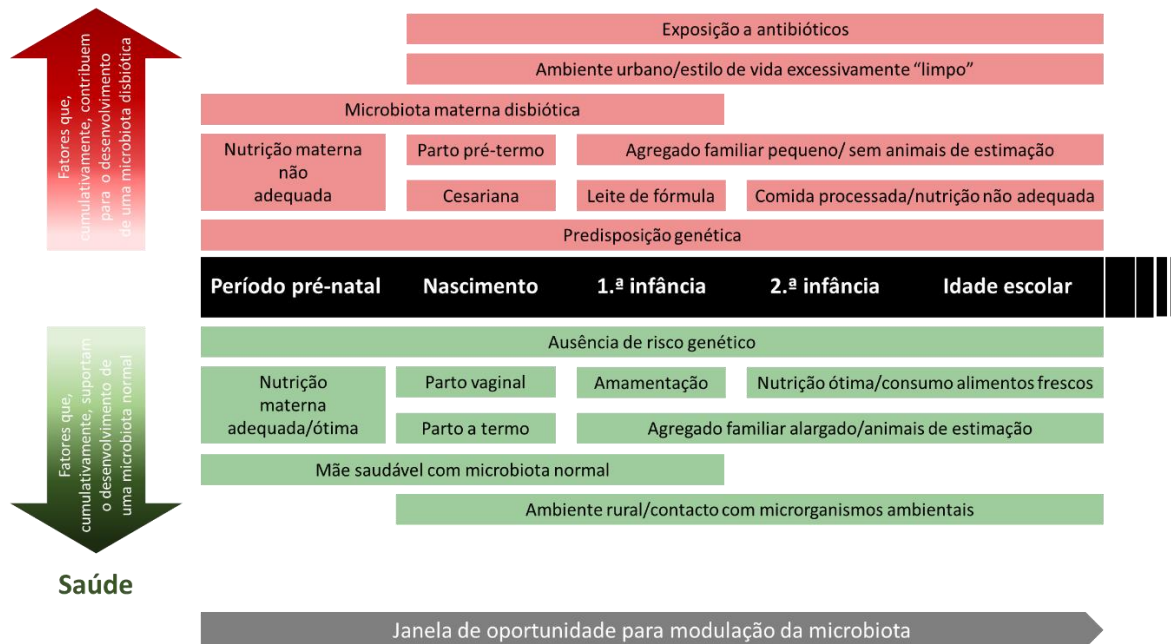 Fatores que,
cumulativamente, contribuem
para o desenvolvimento
de uma microbiota disbiótica
Exposição a antibióticos
Ambiente urbano/estilo de vida excessivamente “limpo”
Microbiota materna disbiótica
Nutrição materna
não
adequada
Parto pré-termo
Agregado familiar pequeno/ sem animais de estimação
Cesariana
Leite de fórmula
Comida processada/nutrição não adequada
Predisposição genética
Período pré-natal
Nascimento
1.ª infância
2.ª infância
Idade escolar
Fatores que,
cumulativamente, suportam
o desenvolvimento de
uma microbiota normal
Ausência de risco genético
Nutrição
materna
adequada/ótima
Parto vaginal
Amamentação
Nutrição ótima/consumo alimentos frescos
Parto a termo
Agregado familiar alargado/animais de estimação
Mãe saudável com microbiota normal
Ambiente rural/contacto com microrganismos ambientais
Saúde
Janela de oportunidade para modulação da microbiota